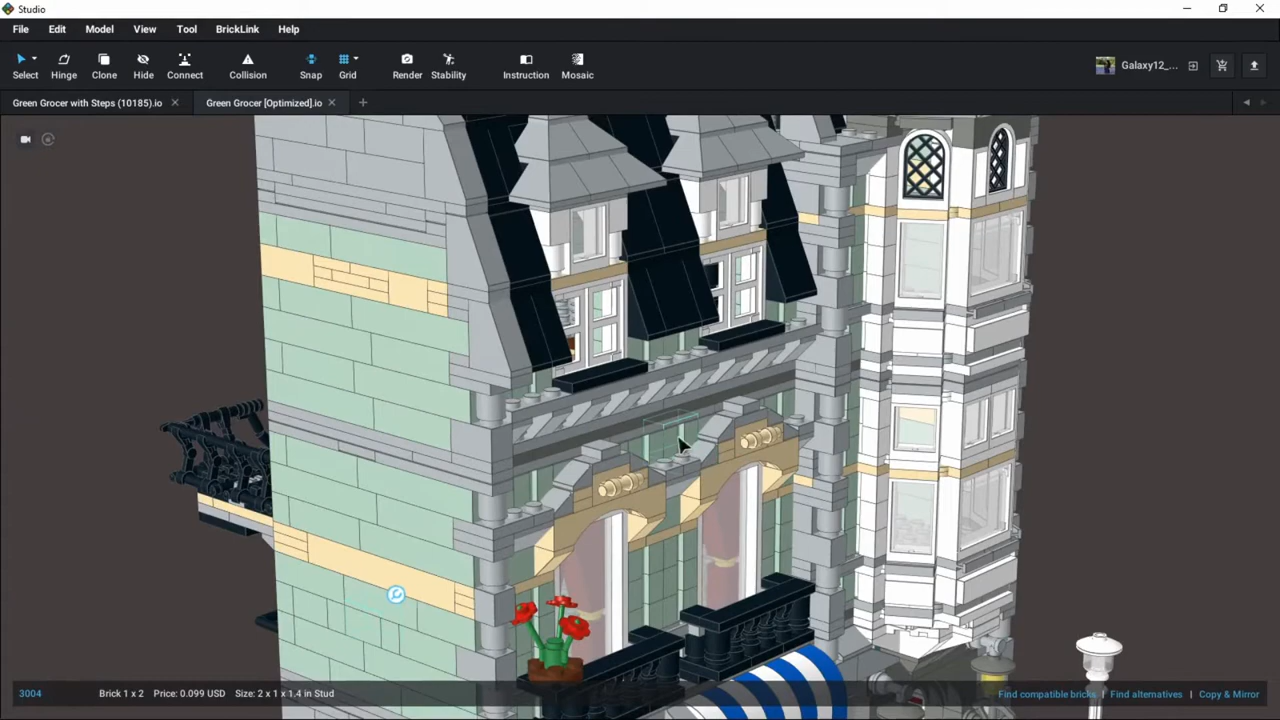 Studio
File Edit Model View Tool BrickLink Help
Select Hinge Clone Hide Connect Collision Snap Grid Render Stability Instruction Mosaic Galaxy12_...
Green Grocer with Steps (10185).io Green Grocer [Optimized].io
3004 Brick 1 x 2 Price: 0.099 USD Size: 2 x 1 x 1.4 in Stud Find compatible bricks Find alternatives Copy & Mirror